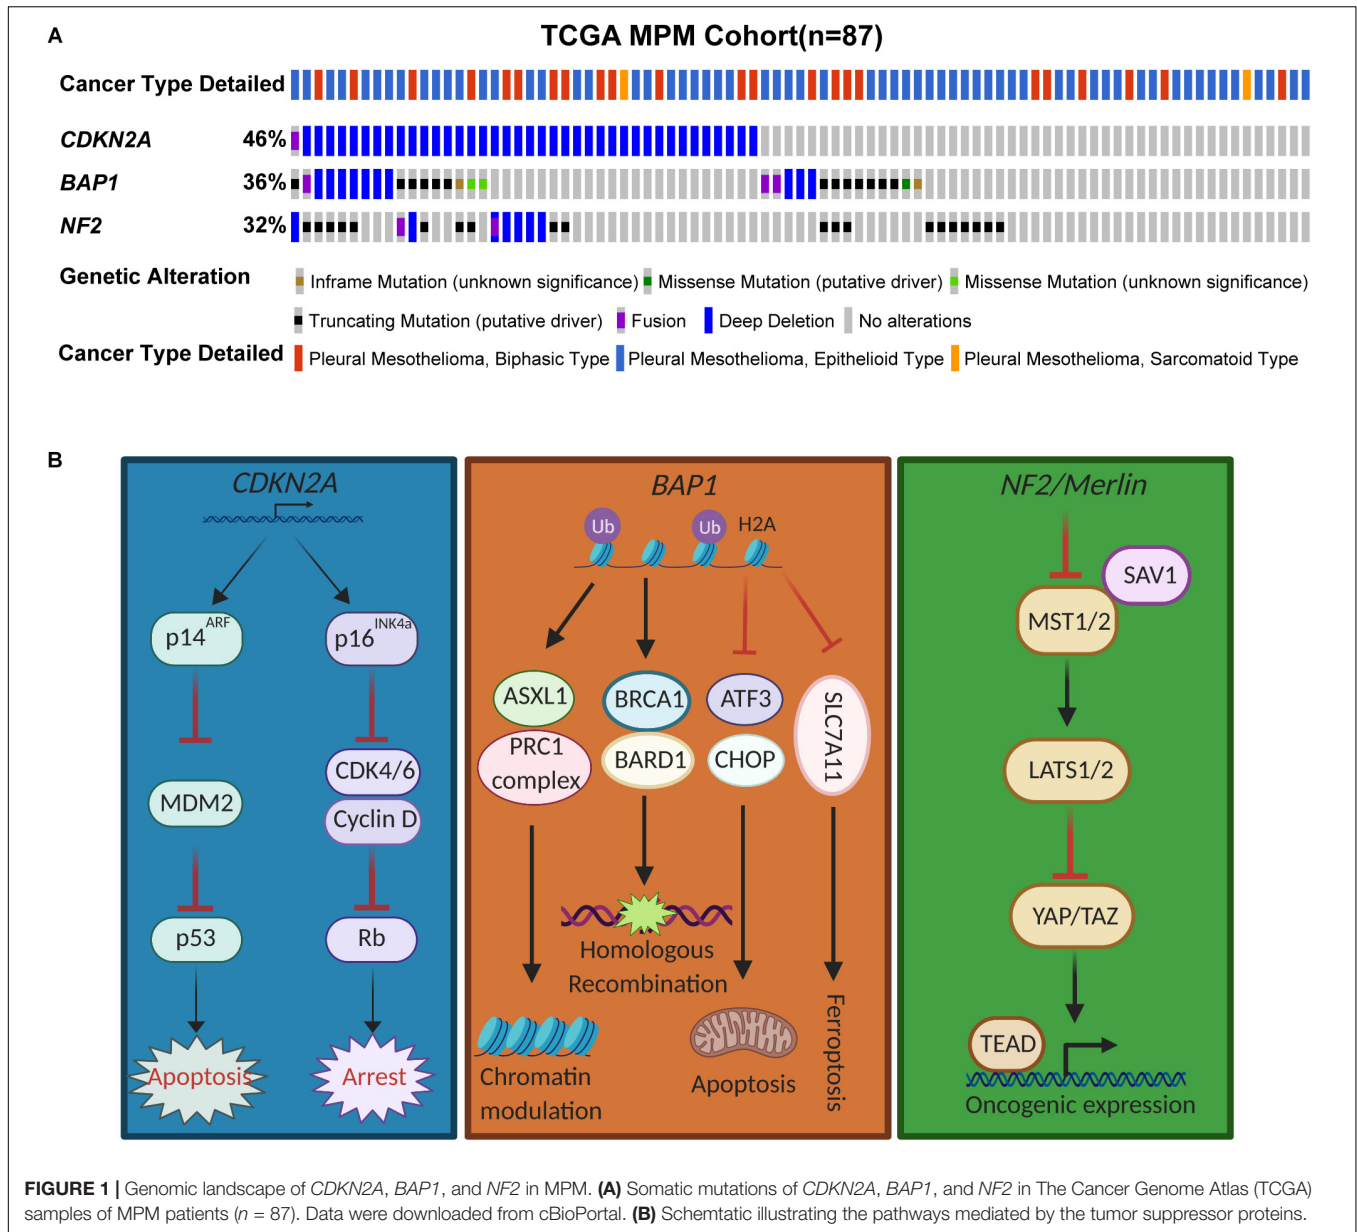 A
TCGA MPM Cohort(n=87)
Cancer Type Detailed
CDKN2A 46%
BAP1 36%
NF2 32%
Genetic Alteration
Inframe Mutation (unknown significance) Missense Mutation (putative driver) Missense Mutation (unknown significance)
Truncating Mutation (putative driver) Fusion Deep Deletion No alterations
Cancer Type Detailed
Pleural Mesothelioma, Biphasic Type Pleural Mesothelioma, Epithelioid Type Pleural Mesothelioma, Sarcomatoid Type
B
CDKN2A
p14ARF
p16INK4a
MDM2
CDK4/6
Cyclin D
p53
Rb
Apoptosis
Arrest
BAP1
Ub
Ub
H2A
ASXL1
PRC1
complex
BRCA1
BARD1
ATF3
CHOP
SLC7A11
Homologous
Recombination
Chromatin
modulation
Apoptosis
Ferroptosis
NF2/Merlin
SAV1
MST1/2
LATS1/2
YAP/TAZ
TEAD
Oncogenic expression
FIGURE 1 | Genomic landscape of CDKN2A, BAP1, and NF2 in MPM. (A) Somatic mutations of CDKN2A, BAP1, and NF2 in The Cancer Genome Atlas (TCGA)
samples of MPM patients (n = 87). Data were downloaded from cBioPortal. (B) Schemtatic illustrating the pathways mediated by the tumor suppressor proteins.